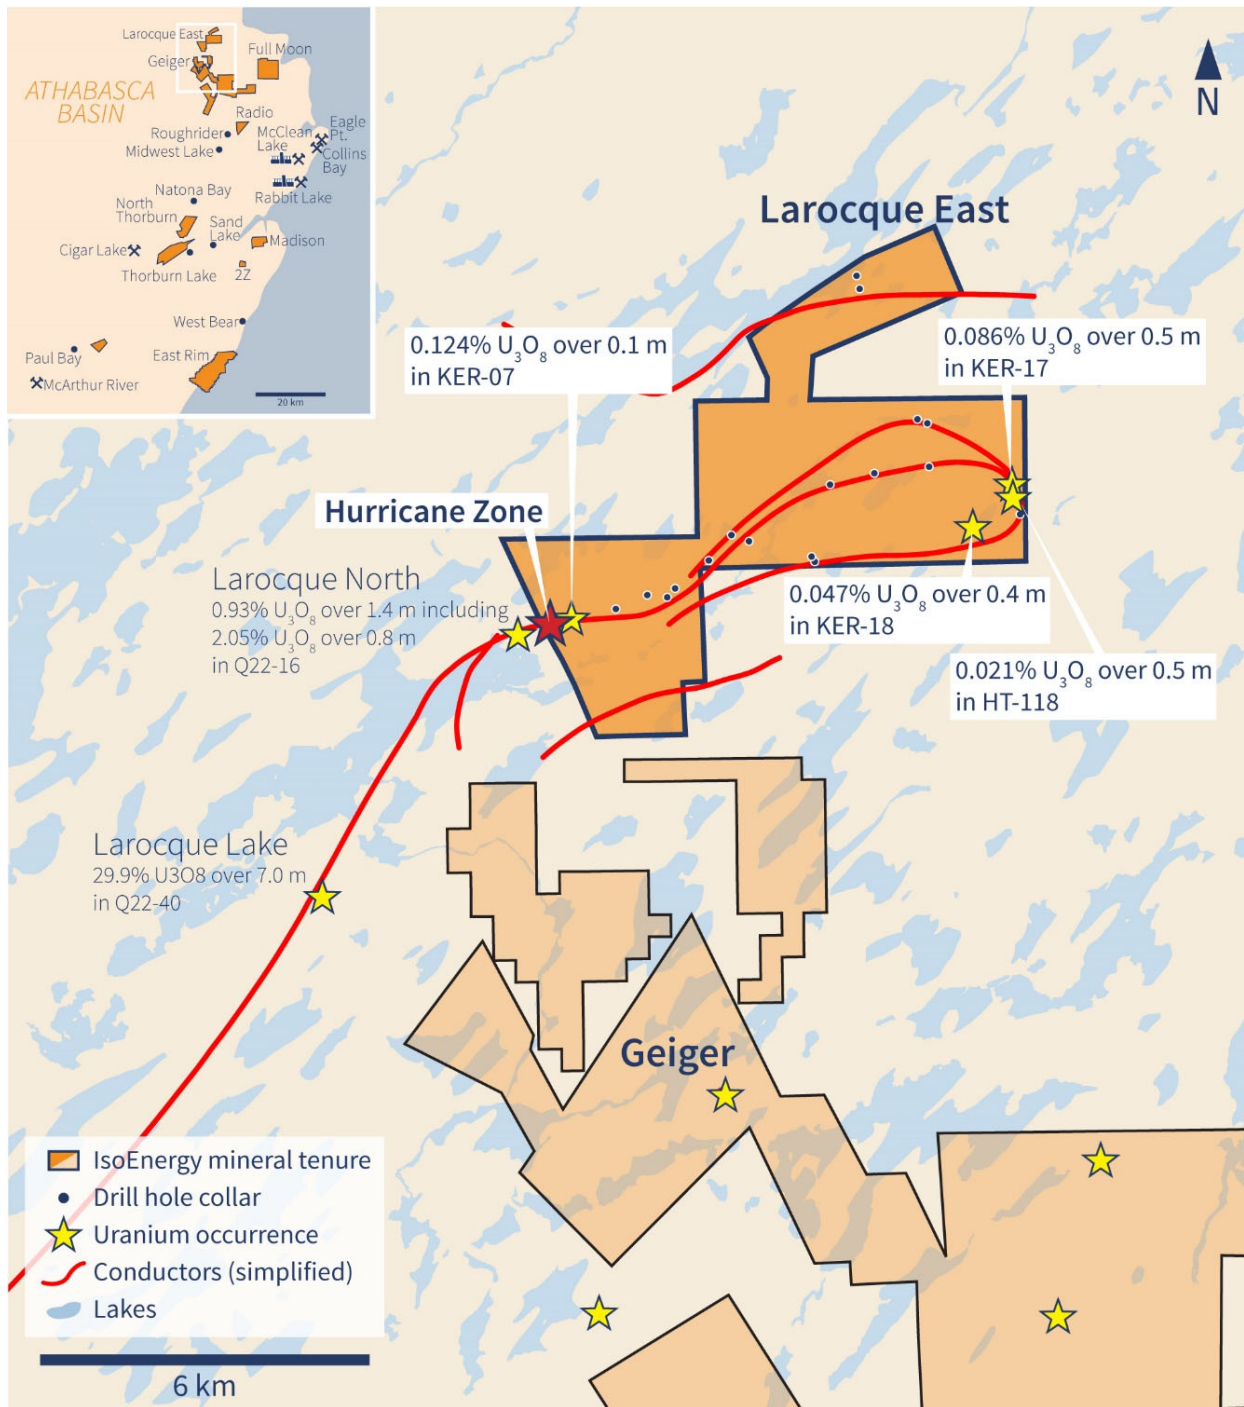 Larocque East
Geiger
Full Moon
ATHABASCA
BASIN
Radio
Roughrider
Midwest Lake
McClean
Lake
Eagle
Pt.
Collins
Bay
Rabbit Lake
Natona Bay
North
Thorburn
Sand
Lake
Cigar Lake
Madison
Thorburn Lake
2Z
West Bear
Paul Bay
East Rim
McArthur River
20 km
N
Larocque East
0.124% U₃O₈ over 0.1 m
in KER-07
0.086% U₃O₈ over 0.5 m
in KER-17
Hurricane Zone
Larocque North
0.93% U₃O₈ over 1.4 m including
2.05% U₃O₈ over 0.8 m
in Q22-16
0.047% U₃O₈ over 0.4 m
in KER-18
0.021% U₃O₈ over 0.5 m
in HT-118
Larocque Lake
29.9% U3O8 over 7.0 m
in Q22-40
Geiger
IsoEnergy mineral tenure
Drill hole collar
Uranium occurrence
Conductors (simplified)
Lakes
6 km